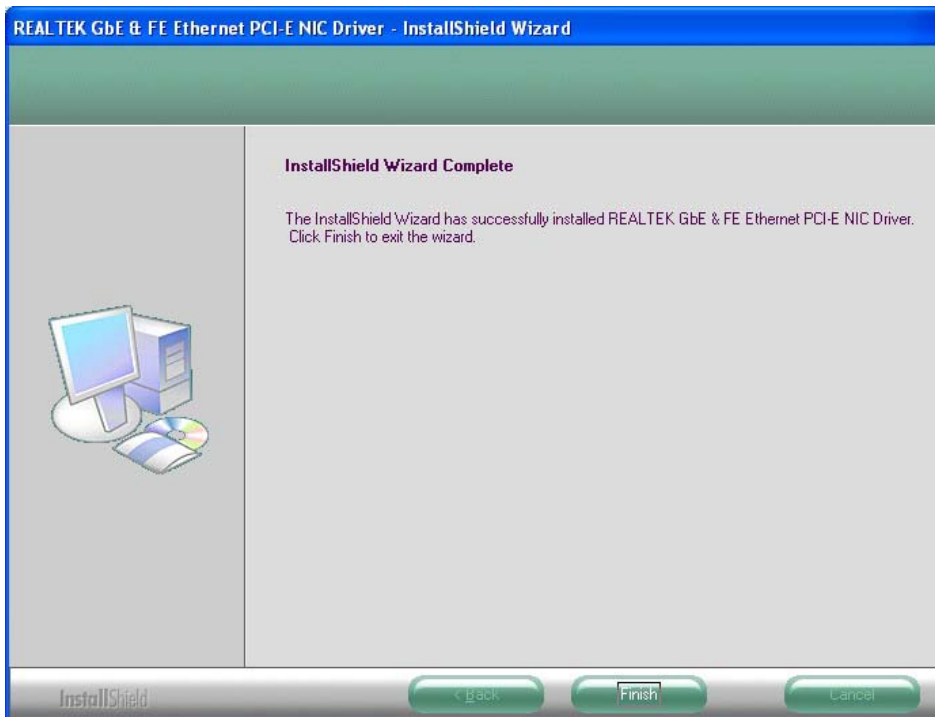 REALTEK GbE & FE Ethernet PCI-E NIC Driver - InstallShield Wizard
InstallShield Wizard Complete
The InstallShield Wizard has successfully installed REALTEK GbE & FE Ethernet PCI-E NIC Driver.
Click Finish to exit the wizard.
InstallShield
< Back
Finish
Cancel